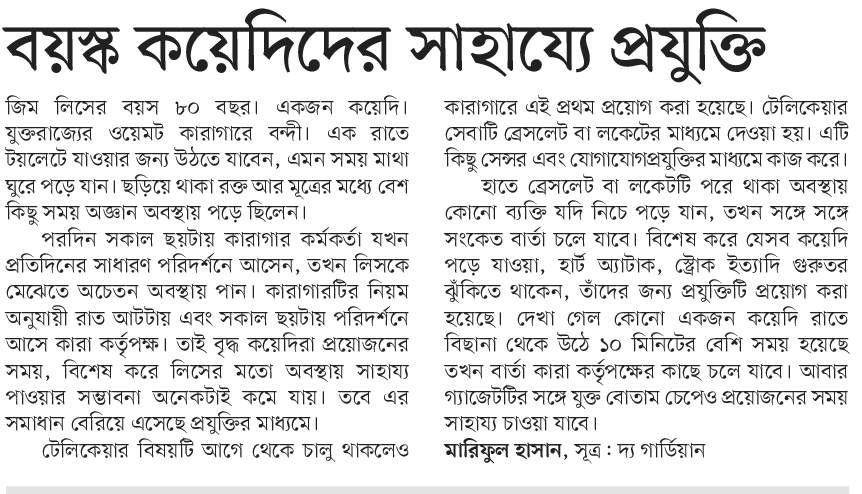 বয়স্ক কয়েদিদের সাহায্যে প্রযুক্তি
জিম লিসের বয়স ৮০ বছর। একজন কয়েদি।
যুক্তরাজ্যের ওয়েমট কারাগারে বন্দী। এক রাতে
টয়লেটে যাওয়ার জন্য উঠতে যাবেন, এমন সময় মাথা
ঘুরে পড়ে যান। ছড়িয়ে থাকা রক্ত আর মূত্রের মধ্যে বেশ
কিছু সময় অজ্ঞান অবস্থায় পড়ে ছিলেন।
পরদিন সকাল ছয়টায় কারাগার কর্মকর্তা যখন
প্রতিদিনের সাধারণ পরিদর্শনে আসেন, তখন লিসকে
মেঝেতে অচেতন অবস্থায় পান। কারাগারটির নিয়ম
অনুযায়ী রাত আটটায় এবং সকাল ছয়টায় পরিদর্শনে
আসে কারা কর্তৃপক্ষ। তাই বৃদ্ধ কয়েদিরা প্রয়োজনের
সময়, বিশেষ করে লিসের মতো অবস্থায় সাহায্য
পাওয়ার সম্ভাবনা অনেকটাই কমে যায়। তবে এর
সমাধান বেরিয়ে এসেছে প্রযুক্তির মাধ্যমে।
টেলিকেয়ার বিষয়টি আগে থেকে চালু থাকলেও
কারাগারে এই প্রথম প্রয়োগ করা হয়েছে। টেলিকেয়ার
সেবাটি ব্রেসলেট বা লকেটের মাধ্যমে দেওয়া হয়। এটি
কিছু সেন্সর এবং যোগাযোগপ্রযুক্তির মাধ্যমে কাজ করে।
হাতে ব্রেসলেট বা লকেটটি পরে থাকা অবস্থায়
কোনো ব্যক্তি যদি নিচে পড়ে যান, তখন সঙ্গে সঙ্গে
সংকেত বার্তা চলে যাবে। বিশেষ করে যেসব কয়েদি
পড়ে যাওয়া, হার্ট অ্যাটাক, স্ট্রোক ইত্যাদি গুরুতর
ঝুঁকিতে থাকেন, তাঁদের জন্য প্রযুক্তিটি প্রয়োগ করা
হয়েছে। দেখা গেল কোনো একজন কয়েদি রাতে
বিছানা থেকে উঠে ১০ মিনিটের বেশি সময় হয়েছে
তখন বার্তা কারা কর্তৃপক্ষের কাছে চলে যাবে। আবার
গ্যাজেটটির সঙ্গে যুক্ত বোতাম চেপেও প্রয়োজনের সময়
সাহায্য চাওয়া যাবে।
মারিফুল হাসান, সূত্র: দ্য গার্ডিয়ান